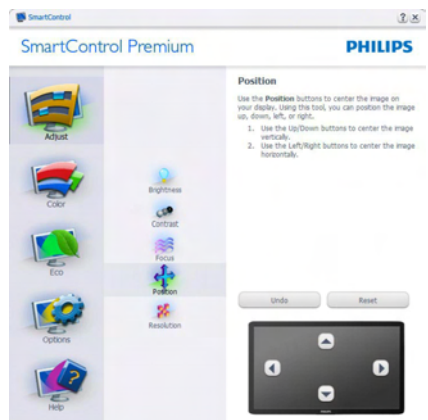 SmartControl
SmartControl Premium
PHILIPS
Adjust
Color
Eco
Options
Help
Brightness
Contrast
Focus
Position
Resolution
Position
Use the Position buttons to center the image on
your display. Using this tool, you can position the image
up, down, left, or right.
1. Use the Up/Down buttons to center the image
vertically.
2. Use the Left/Right buttons to center the image
horizontally.
Undo
Reset